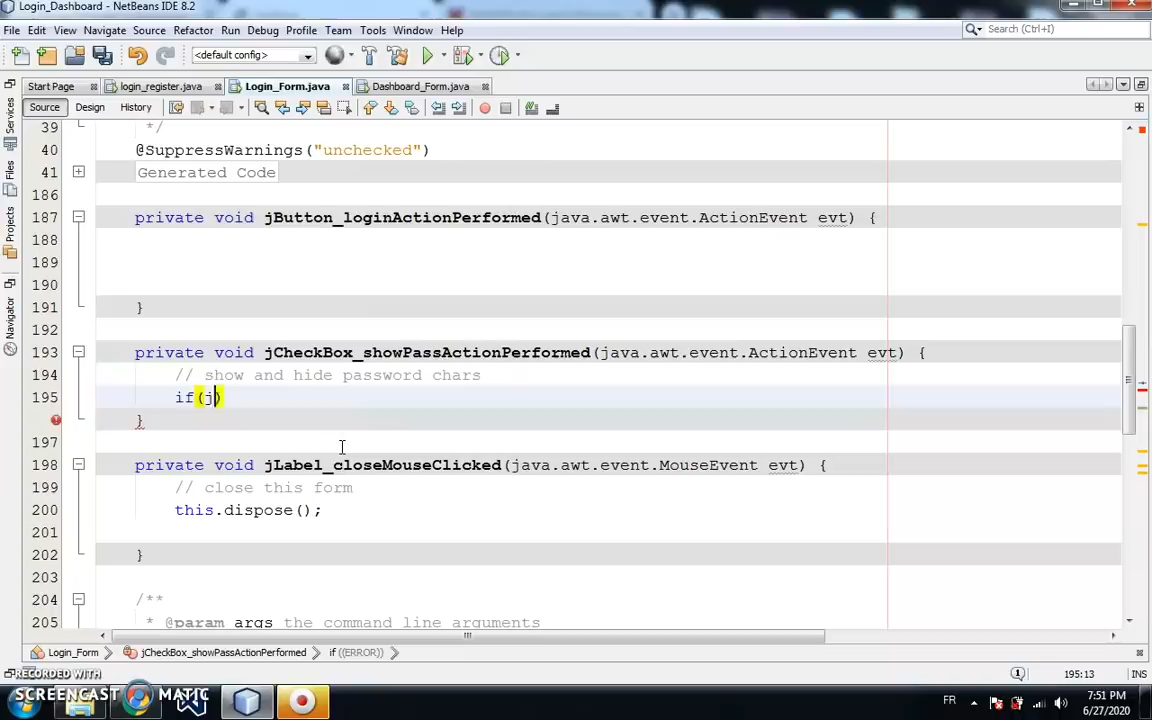 Login_Dashboard - NetBeans IDE 8.2
File Edit View Navigate Source Refactor Run Debug Profile Team Tools Window Help
Search (Ctrl+I)
<default config>
Start Page login_register.java Login_Form.java Dashboard_Form.java
Source Design History
Services
Files
Projects
Navigator
39 */
40 @SuppressWarnings("unchecked")
41 Generated Code
186
187 private void jButton_loginActionPerformed(java.awt.event.ActionEvent evt) {
188
189
190
191 }
192
193 private void jCheckBox_showPassActionPerformed(java.awt.event.ActionEvent evt) {
194 // show and hide password chars
195 if(j)
}
197
198 private void jLabel_closeMouseClicked(java.awt.event.MouseEvent evt) {
199 // close this form
200 this.dispose();
201
202 }
203
204 /**
205 * @param args the command line arguments
Login_Form jCheckBox_showPassActionPerformed if ((ERROR))
1 195:13 INS
RECORDED WITH
SCREENCAST MATIC
FR
7:51 PM
6/27/2020